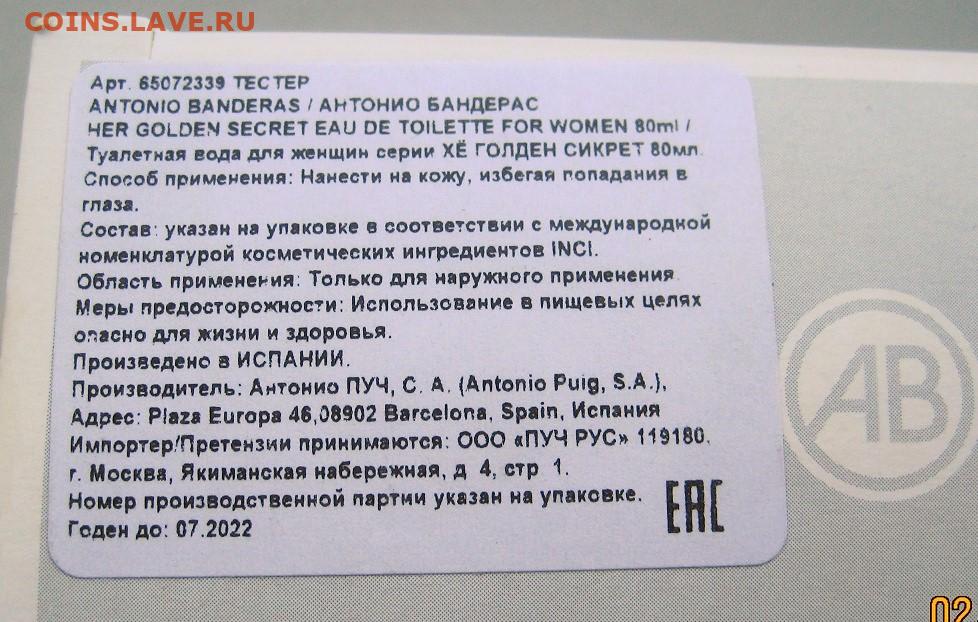 COINS.LAVE.RU
Арт. 65072339 ТЕСТЕР
ANTONIO BANDERAS / АНТОНИО БАНДЕРАС
HER GOLDEN SECRET EAU DE TOILETTE FOR WOMEN 80ml /
Туалетная вода для женщин серии ХЁ ГОЛДЕН СИКРЕТ 80мл.
Способ применения: Нанести на кожу, избегая попадания в
глаза.
Состав: указан на упаковке в соответствии с международной
номенклатурой косметических ингредиентов INCI.
Область применения: Только для наружного применения.
Меры предосторожности: Использование в пищевых целях
опасно для жизни и здоровья.
Произведено в ИСПАНИИ.
Производитель: Антонио ПУЧ, С. А. (Antonio Puig, S.A.),
Адрес: Plaza Europa 46,08902 Barcelona, Spain, Испания
Импортер/Претензии принимаются: ООО «ПУЧ РУС» 119180,
г. Москва, Якиманская набережная, д. 4, стр. 1.
Номер производственной партии указан на упаковке.
Годен до: 07.2022
EAC
AB
02